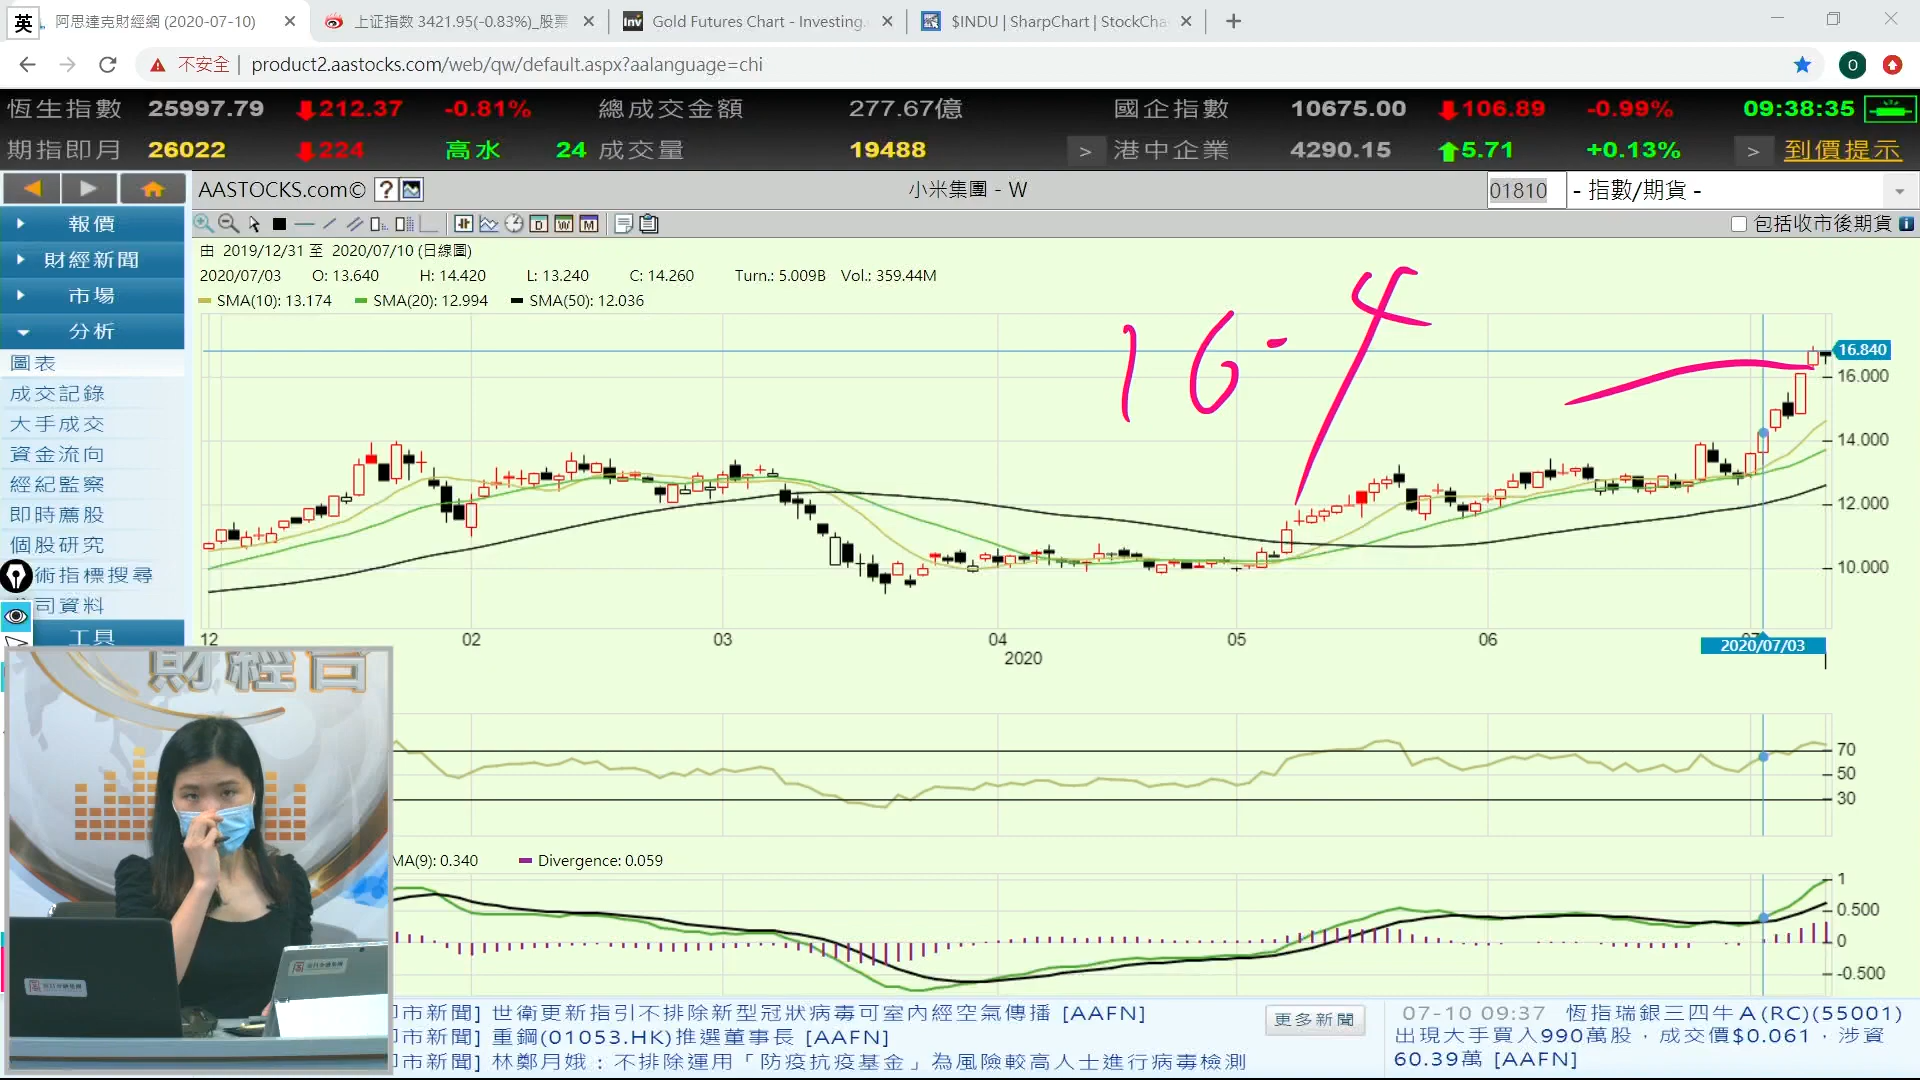 英 阿思達克財經網 (2020-07-10) 上证指数 3421.95(-0.83%)_股票 Gold Futures Chart - Investing. $INDU | SharpChart | StockCha
不安全 product2.aastocks.com/web/qw/default.aspx?aalanguage=chi O
恆生指數 25997.79 212.37 -0.81% 總成交金額 277.67億 國企指數 10675.00 106.89 -0.99% 09:38:35
期指即月 26022 224 高水 24 成交量 19488 > 港中企業 4290.15 5.71 +0.13% > 到價提示
AASTOCKS.com© ? 小米集團 - W 01810 - 指數/期貨 -
D W M 包括收市後期貨 i
報價
財經新聞
市場
分析
圖表
成交記錄
大手成交
資金流向
經紀監察
即時薦股
個股研究
術指標搜尋
司資料
工具
由 2019/12/31 至 2020/07/10 (日線圖)
2020/07/03 O: 13.640 H: 14.420 L: 13.240 C: 14.260 Turn.: 5.009B Vol.: 359.44M
SMA(10): 13.174 SMA(20): 12.994 SMA(50): 12.036
16-4
16.840
16.000
14.000
12.000
10.000
12 02 03 04 05 06
2020/07/03
2020
70
50
30
MA(9): 0.340 Divergence: 0.059
1
0.500
0
-0.500
財經台
市新聞] 世衛更新指引不排除新型冠狀病毒可室內經空氣傳播 [AAFN]
市新聞] 重鋼(01053.HK)推選董事長 [AAFN]
市新聞] 林鄭月娥：不排除運用「防疫抗疫基金」為風險較高人士進行病毒檢測
更多新聞
07-10 09:37 恆指瑞銀三四牛A(RC)(55001)
出現大手買入990萬股，成交價$0.061，涉資
60.39萬 [AAFN]